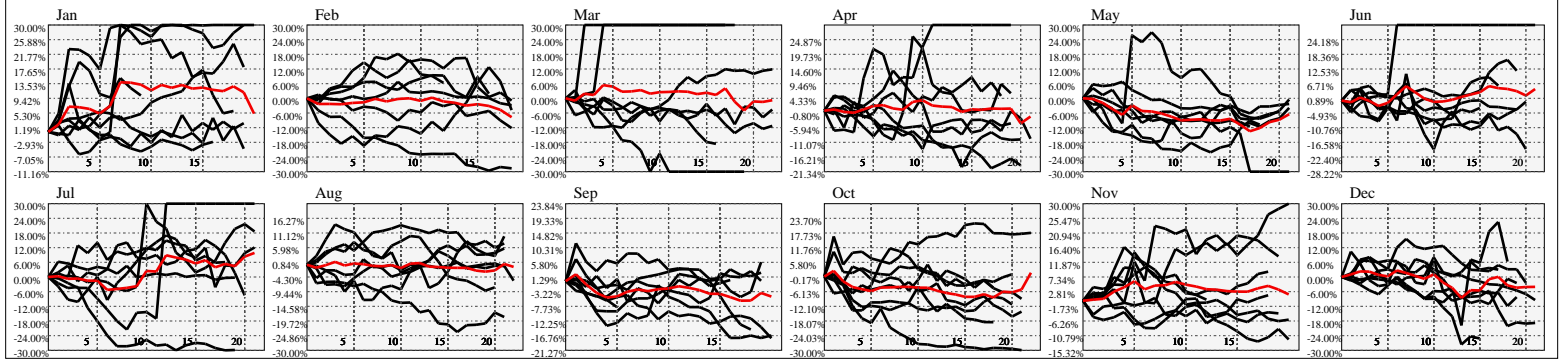 Jan Feb Mar Apr May Jun
30.00% 30.00% 30.00% 30.00%
25.88% 24.00% 24.00% 24.87% 24.00% 24.18%
21.77% 18.00% 18.00% 19.73% 18.00% 18.36%
17.65% 12.00% 12.00% 14.60% 12.00% 12.53%
13.53% 6.00% 6.00% 9.46% 6.00% 6.71%
9.42% 0.00% 0.00% 4.33% 0.00% 0.89%
5.30% -6.00% -6.00% -0.80% -6.00% -4.93%
1.19% -12.00% -12.00% -5.94% -12.00% -10.76%
-2.93% -18.00% -18.00% -11.07% -18.00% -16.58%
-7.05% -24.00% -24.00% -16.21% -24.00% -22.40%
-11.16% -30.00% -30.00% -21.34% -30.00% -28.22%
5 10 15 5 10 15 5 10 15 20 5 10 15 20 5 10 15 20 5 10 15 20
Jul Aug Sep Oct Nov Dec
30.00% 23.84% 30.00% 30.00%
24.00% 16.27% 19.33% 23.70% 25.47% 24.00%
18.00% 11.12% 14.82% 17.74% 20.94% 18.00%
12.00% 5.98% 10.31% 11.76% 16.40% 12.00%
6.00% 0.84% 5.80% 5.80% 11.87% 6.00%
0.00% -4.30% 1.29% -0.17% 7.34% 0.00%
-6.00% -9.44% -3.22% -6.13% 2.81% -6.00%
-12.00% -14.58% -7.73% -12.10% -1.73% -12.00%
-18.00% -19.72% -12.25% -18.07% -6.26% -18.00%
-24.00% -24.86% -16.76% -24.03% -10.79% -24.00%
-30.00% -30.00% -21.27% -30.00% -15.32% -30.00%
5 10 15 20 5 10 15 20 5 10 15 5 10 15 20 5 10 15 5 10 15 20